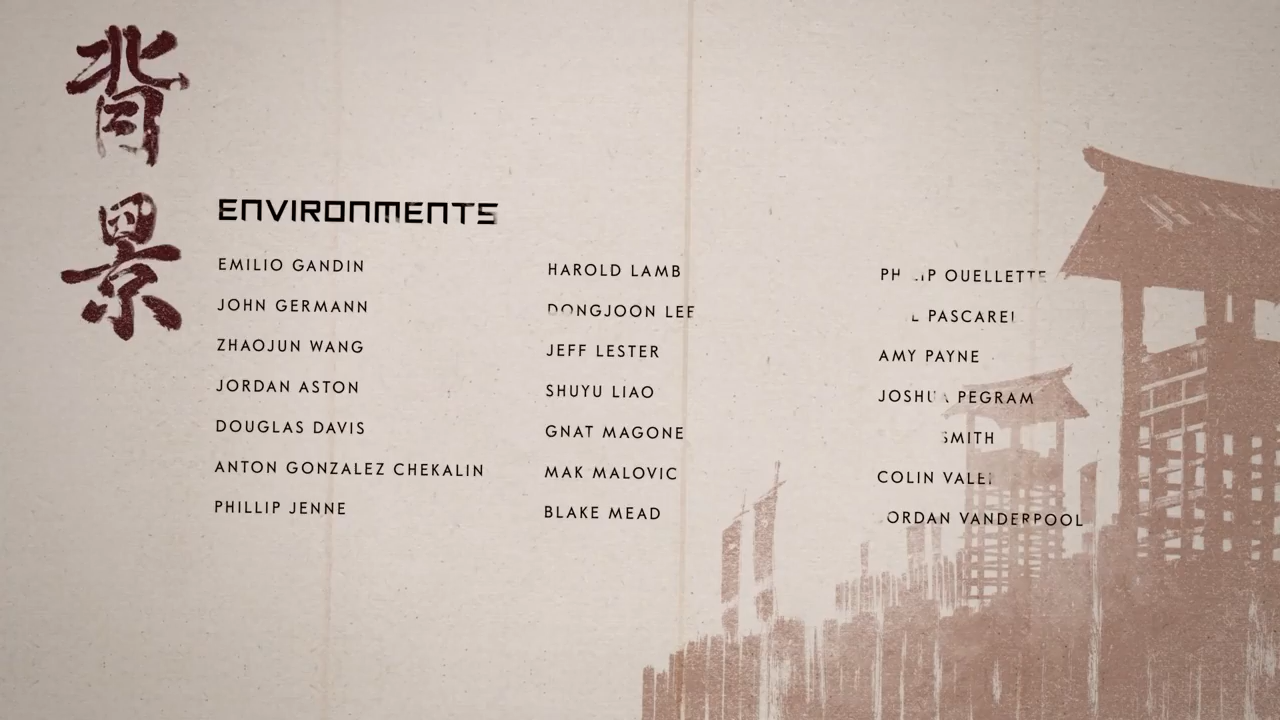 背景
ENVIRONMENTS
EMILIO GANDIN
JOHN GERMANN
ZHAOJUN WANG
JORDAN ASTON
DOUGLAS DAVIS
ANTON GONZALEZ CHEKALIN
PHILLIP JENNE
HAROLD LAMB
DONGJOON LEE
JEFF LESTER
SHUYU LIAO
GNAT MAGONE
MAK MALOVIC
BLAKE MEAD
OUELLETTE
AMY PAYNE
JOSHUA PEGRAM
SMITH
COLIN
VANDERPOOL